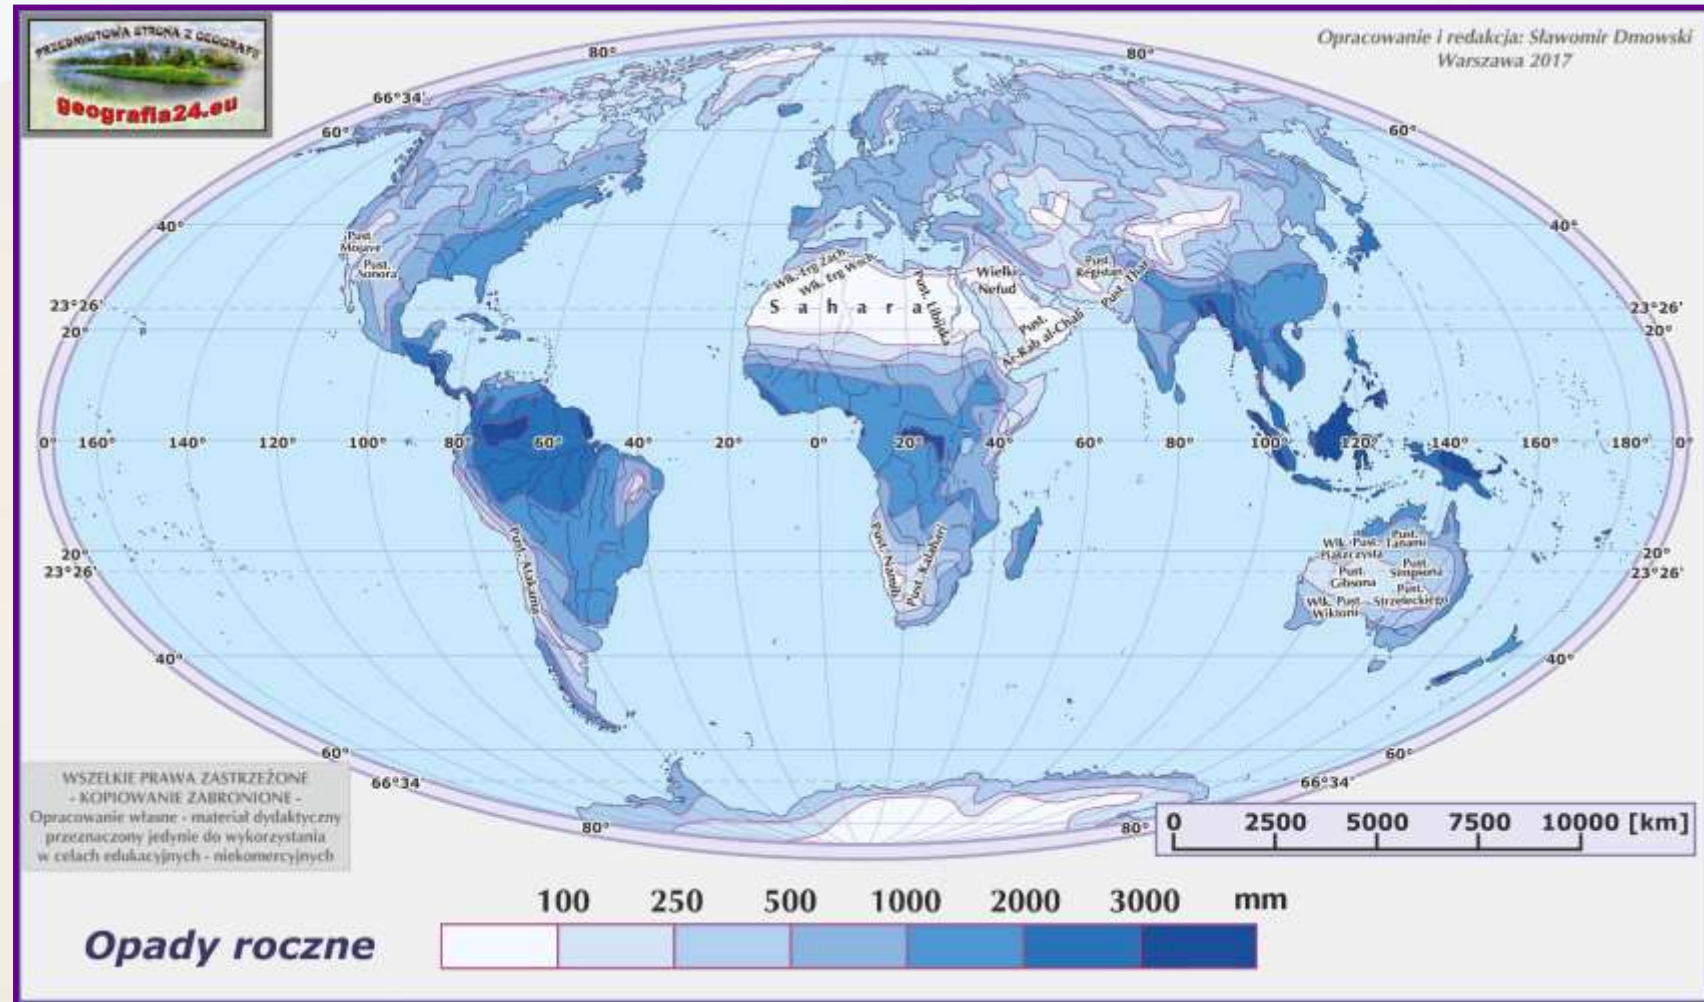 PRZEDMIOTOWA STRONA Z GEOGRAFII
geografia24.eu
Opracowanie i redakcja: Sławomir Dmowski
Warszawa 2017
80° 80°
66°34'
60° 60°
40° 40°
Pust.
Mojave
Pust.
Sonora
Wlk. Erg Zach.
Wlk. Erg Wsch.
Sahara
Pust. Libijska
Wielki
Nefud
Pust.
Ar-Rab al-Chali
Pust.
Registan
Pust. Thar
23°26' 23°26'
20° 20°
0° 160° 140° 120° 100° 80° 60° 40° 20° 0° 20° 40° 60° 80° 100° 120° 140° 160° 180° 0°
Pust. Atakama
Pust. Namib
Pust. Kalahari
Wlk. Pust.
Piaszczysta
Pust.
Tanami
Pust.
Gibsona
Pust.
Simpsona
Wlk. Pust.
Wiktorii
Pust.
Strzeleckiego
20° 20°
23°26' 23°26'
40° 40°
60° 60°
66°34' 66°34'
80° 80°
WSZELKIE PRAWA ZASTRZEŻONE
- KOPIOWANIE ZABRONIONE -
Opracowanie własne - materiał dydaktyczny
przeznaczony jedynie do wykorzystania
w celach edukacyjnych - niekomercyjnych
0 2500 5000 7500 10000 [km]
100 250 500 1000 2000 3000 mm
Opady roczne